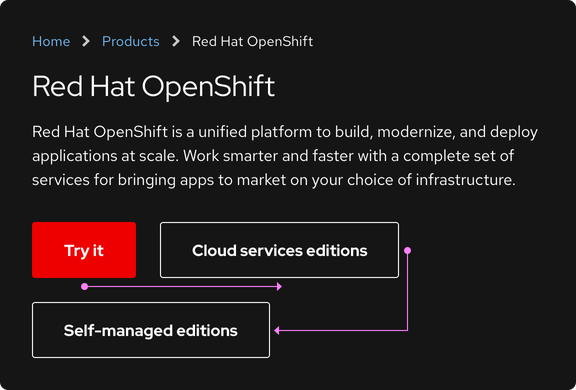 Home > Products > Red Hat OpenShift
Red Hat OpenShift
Red Hat OpenShift is a unified platform to build, modernize, and deploy
applications at scale. Work smarter and faster with a complete set of
services for bringing apps to market on your choice of infrastructure.
Try it
Cloud services editions
Self-managed editions